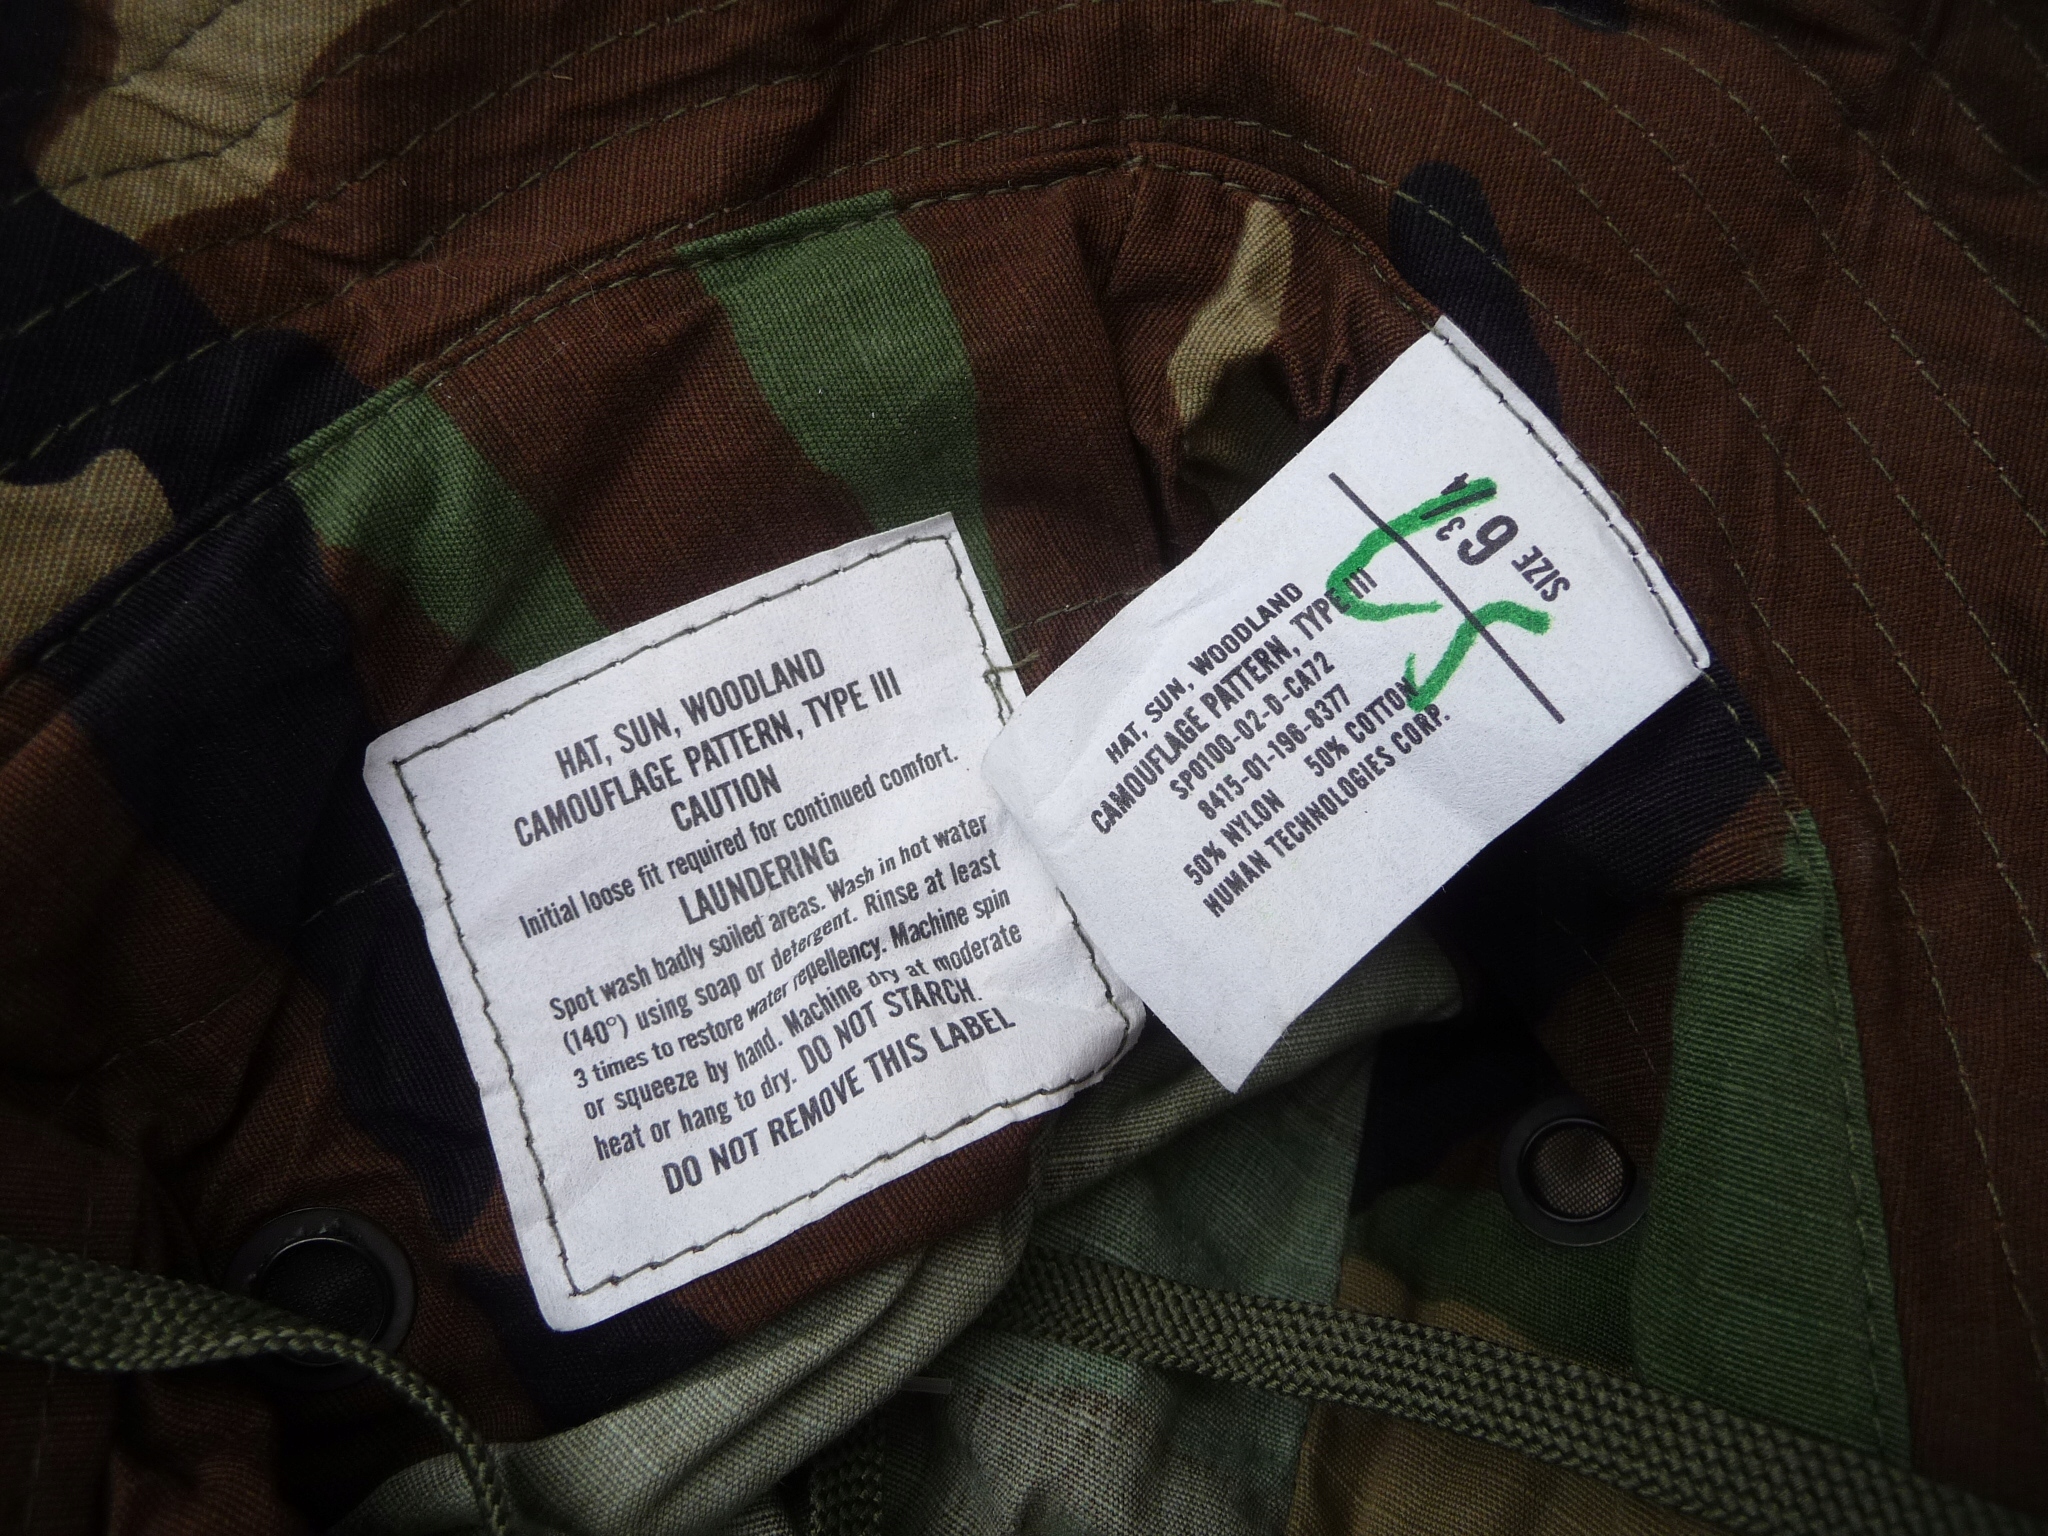 HAT, SUN, WOODLAND
CAMOUFLAGE PATTERN, TYPE III
CAUTION
Initial loose fit required for continued comfort.
LAUNDERING
Spot wash badly soiled areas. Wash in hot water
(140°) using soap or detergent. Rinse at least
3 times to restore water repellency. Machine spin
or squeeze by hand. Machine dry at moderate
heat or hang to dry. DO NOT STARCH.
DO NOT REMOVE THIS LABEL
SIZE
6 3/4
HAT, SUN, WOODLAND
CAMOUFLAGE PATTERN, TYPE III
SPO100-02-D-CA72
8415-01-196-8377
50% NYLON 50% COTTON
HUMAN TECHNOLOGIES CORP.